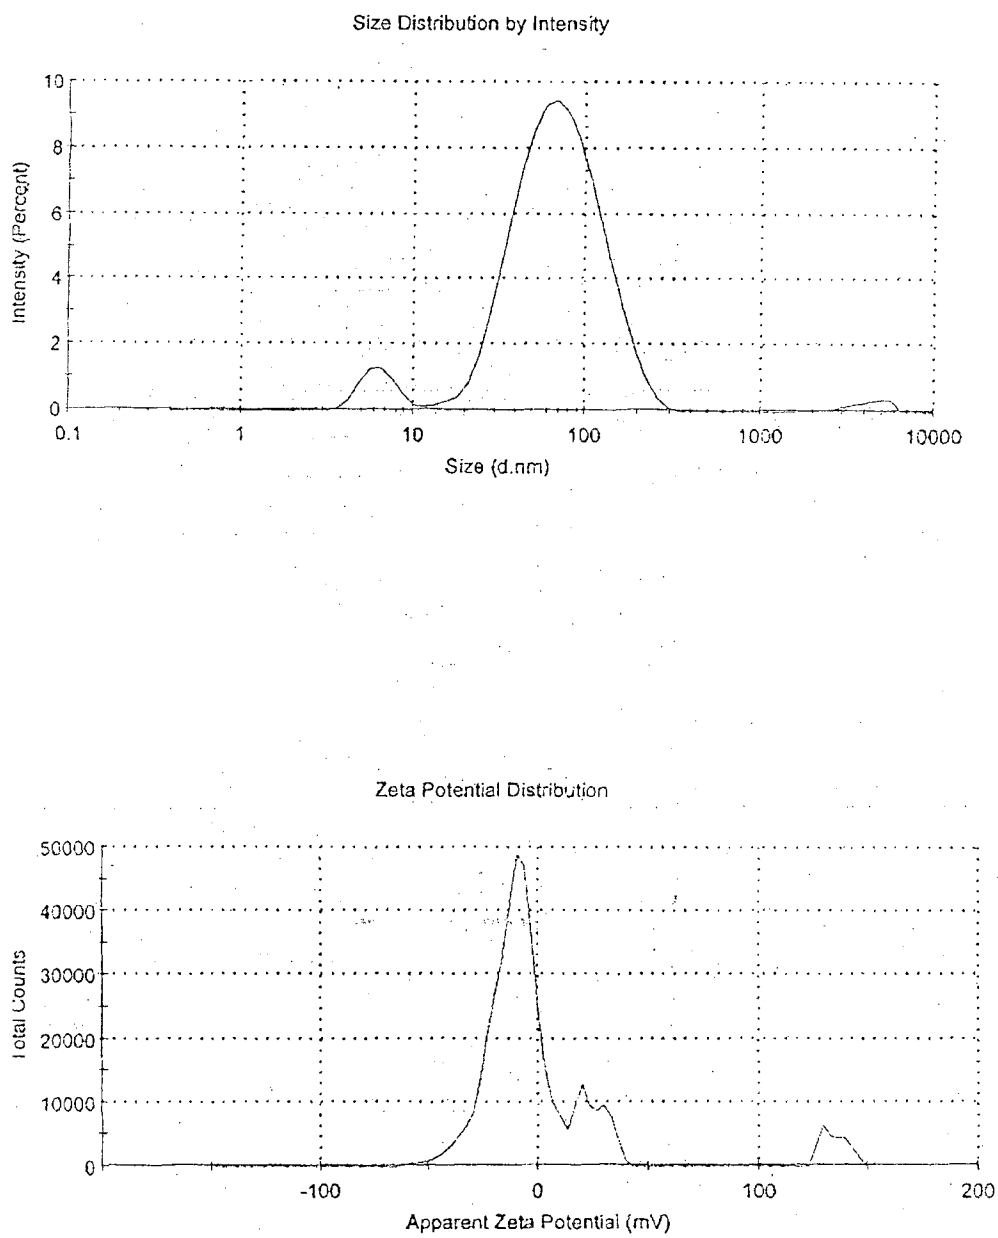 Size Distribution by Intensity
10
8
6
4
2
0
Intensity (Percent)
0.1 1 10 100 1000 10000
Size (d.nm)
Zeta Potential Distribution
50000
40000
30000
20000
10000
0
Total Counts
-100 0 100 200
Apparent Zeta Potential (mV)